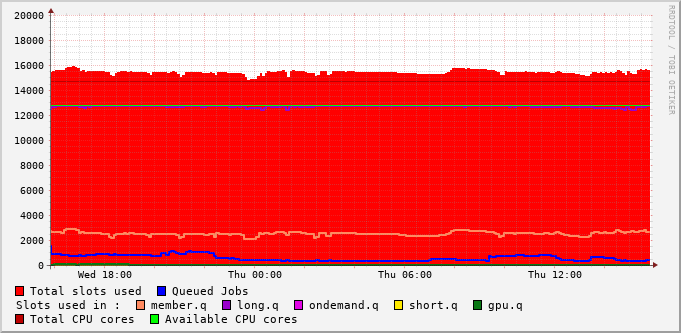 20000
18000
16000
14000
12000
10000
8000
6000
4000
2000
0
Wed 18:00 Thu 00:00 Thu 06:00 Thu 12:00
RRDTOOL / TOBI OETIKER
Total slots used Queued Jobs
Slots used in : member.q long.q ondemand.q short.q gpu.q
Total CPU cores Available CPU cores